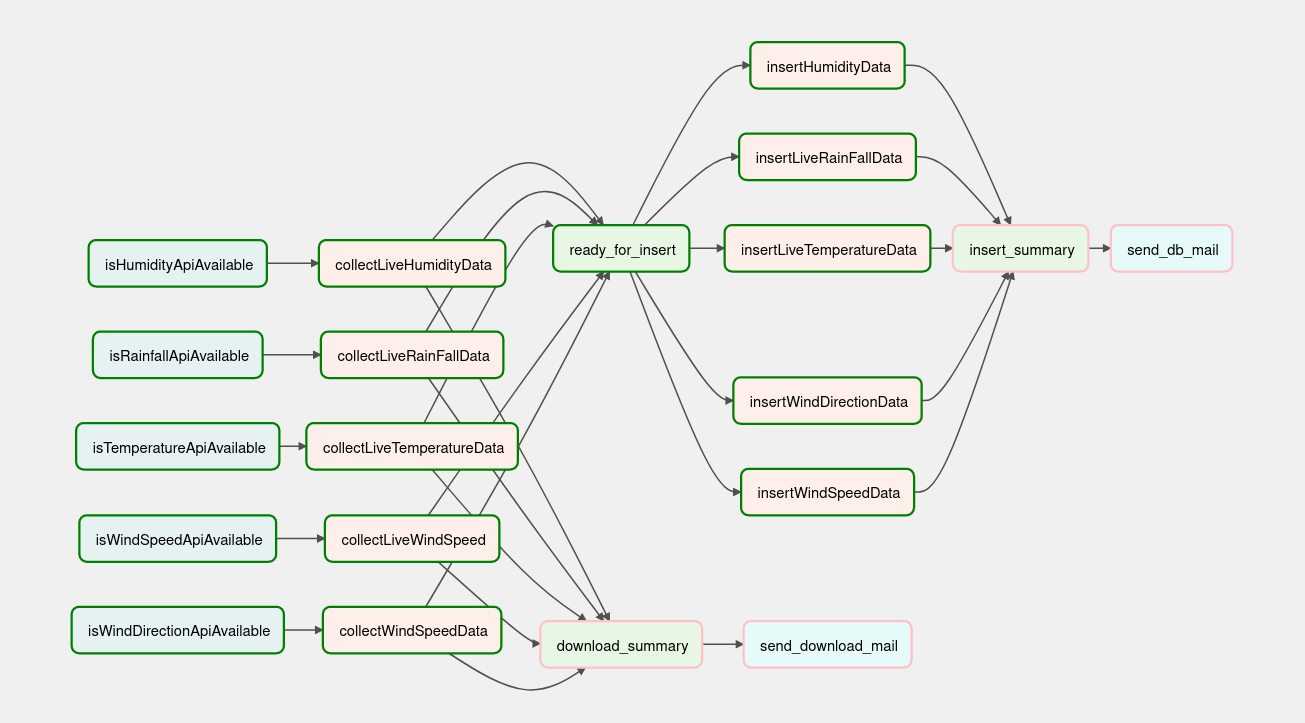 insertHumidityData
insertLiveRainFallData
isHumidityApiAvailable
collectLiveHumidityData
ready_for_insert
insertLiveTemperatureData
insert_summary
send_db_mail
isRainfallApiAvailable
collectLiveRainFallData
insertWindDirectionData
isTemperatureApiAvailable
collectLiveTemperatureData
insertWindSpeedData
isWindSpeedApiAvailable
collectLiveWindSpeed
isWindDirectionApiAvailable
collectWindSpeedData
download_summary
send_download_mail